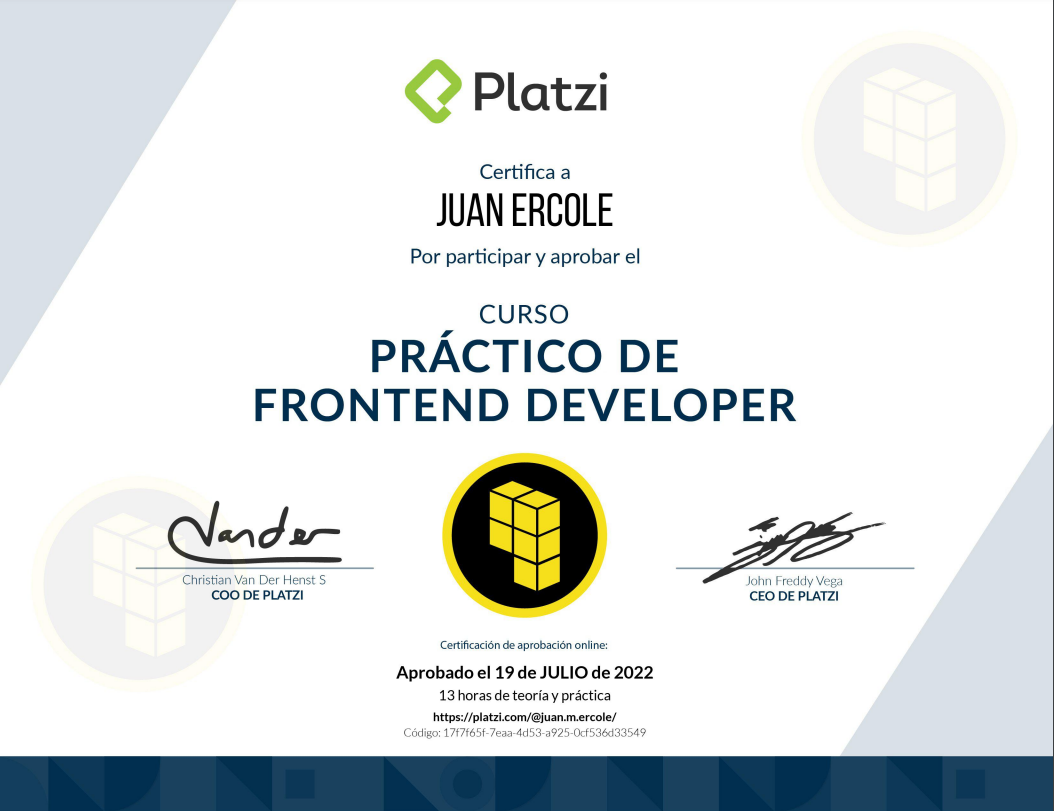 Platzi
Certifica a
JUAN ERCOLE
Por participar y aprobar el
CURSO
PRÁCTICO DE
FRONTEND DEVELOPER
Vander
Christian Van Der Henst S
COO DE PLATZI
John Freddy Vega
CEO DE PLATZI
Certificación de aprobación online:
Aprobado el 19 de JULIO de 2022
13 horas de teoría y práctica
https://platzi.com/@juan.m.ercole/
Código: 17f7f65f-7eaa-4d53-a925-0cf536d33549